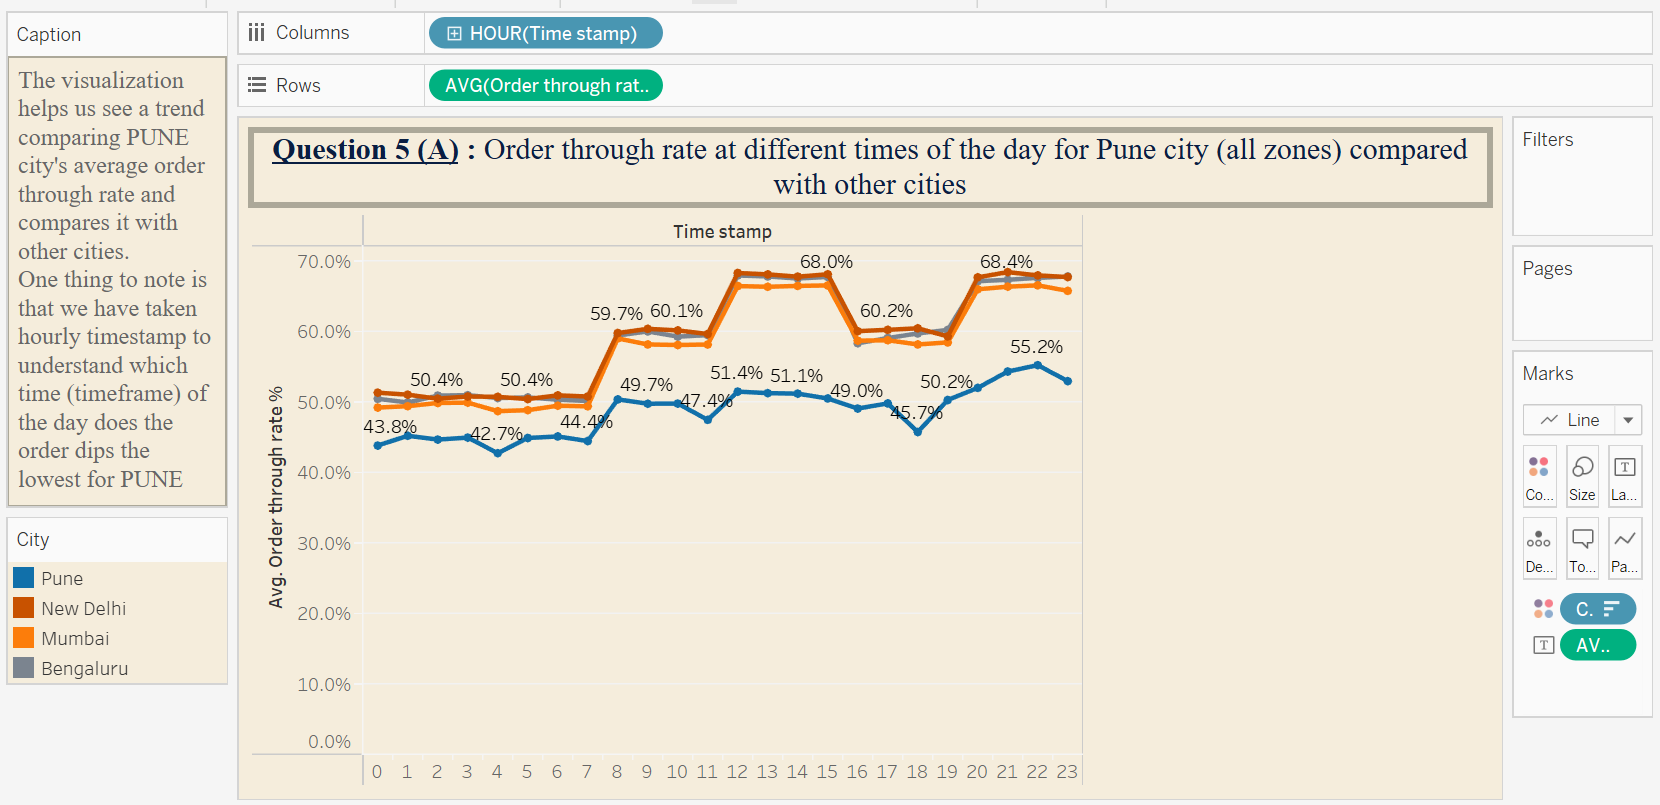 Caption
The visualization
helps us see a trend
comparing PUNE
city's average order
through rate and
compares it with
other cities.
One thing to note is
that we have taken
hourly timestamp to
understand which
time (timeframe) of
the day does the
order dips the
lowest for PUNE
City
Pune
New Delhi
Mumbai
Bengaluru
Columns
HOUR(Time stamp)
Rows
AVG(Order through rat..
Question 5 (A) : Order through rate at different times of the day for Pune city (all zones) compared
with other cities
Time stamp
Avg. Order through rate %
70.0%
60.0%
50.0%
40.0%
30.0%
20.0%
10.0%
0.0%
68.0%
68.4%
59.7%
60.1%
60.2%
50.4%
50.4%
55.2%
49.7%
51.4%
51.1%
49.0%
50.2%
47.4%
45.7%
43.8%
42.7%
44.4%
0 1 2 3 4 5 6 7 8 9 10 11 12 13 14 15 16 17 18 19 20 21 22 23
Filters
Pages
Marks
Line
Co... Size La...
T
De... To... Pa...
C.
T AV..